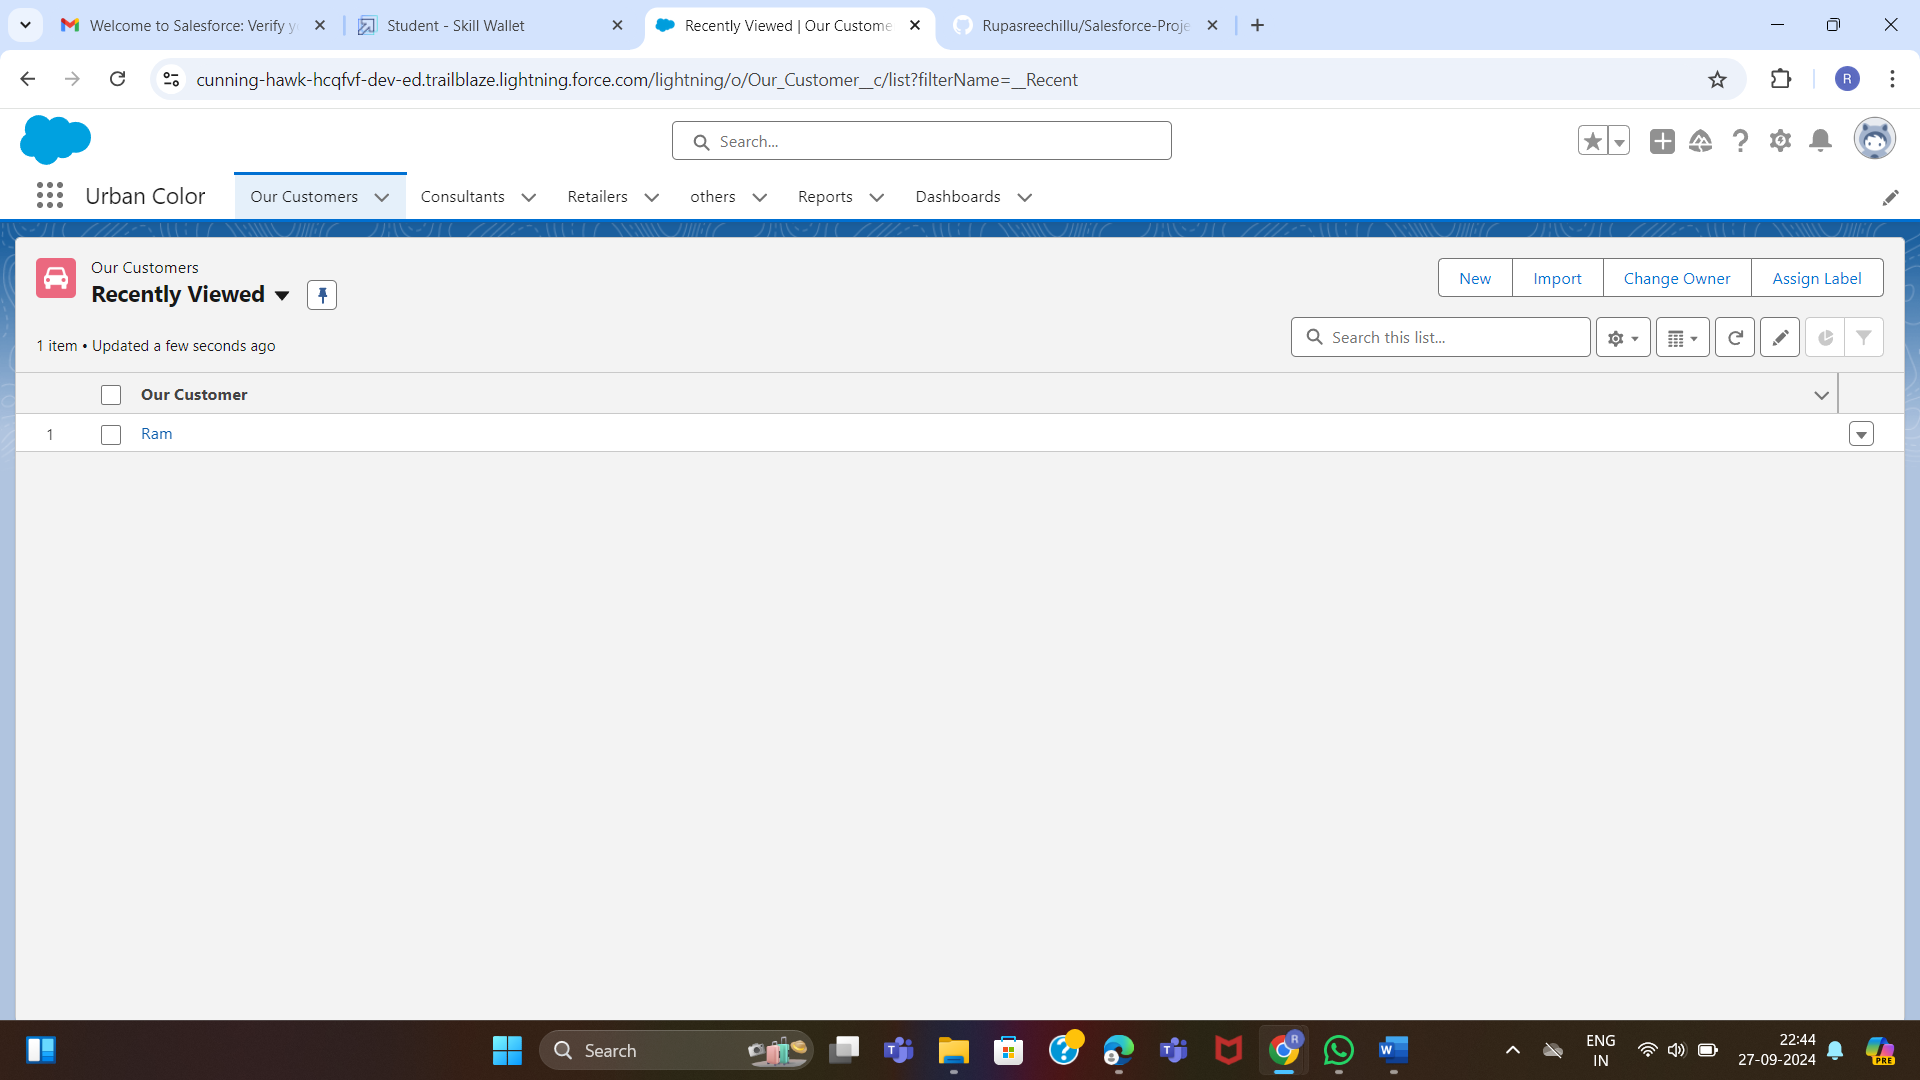 Welcome to Salesforce: Verify y
Student - Skill Wallet
Recently Viewed | Our Custome
Rupasreechillu/Salesforce-Proje
cunning-hawk-hcqfvf-dev-ed.trailblaze.lightning.force.com/lightning/o/Our_Customer__c/list?filterName=__Recent
R
Search...
Urban Color
Our Customers
Consultants
Retailers
others
Reports
Dashboards
Our Customers
Recently Viewed
New
Import
Change Owner
Assign Label
1 item • Updated a few seconds ago
Search this list...
Our Customer
1
Ram
Search
ENG
IN
22:44
27-09-2024
PRE